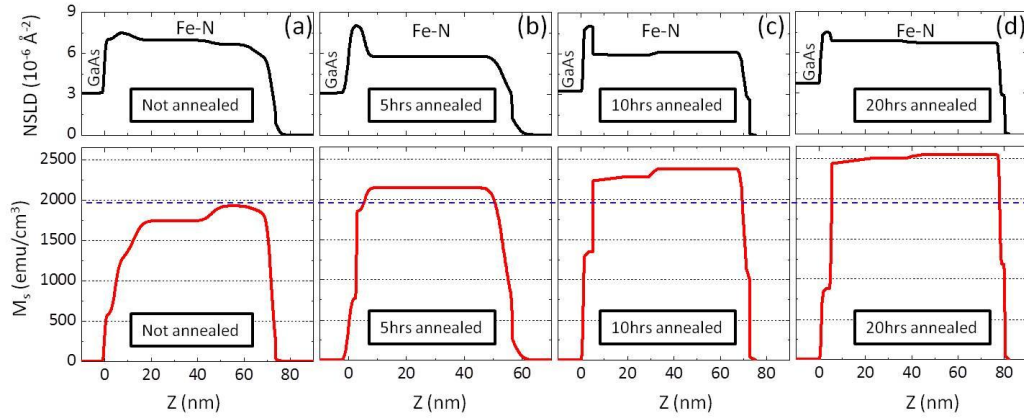 Fe-N (a) Fe-N (b) Fe-N (c) Fe-N (d)
NSLD (10⁻⁶ Å⁻²)
9
6
3
0
GaAs GaAs GaAs GaAs
Not annealed 5hrs annealed 10hrs annealed 20hrs annealed
Mₛ (emu/cm³)
2500
2000
1500
1000
500
0
Not annealed 5hrs annealed 10hrs annealed 20hrs annealed
0 20 40 60 80 0 20 40 60 0 20 40 60 80 0 20 40 60 80
Z (nm) Z (nm) Z (nm) Z (nm)